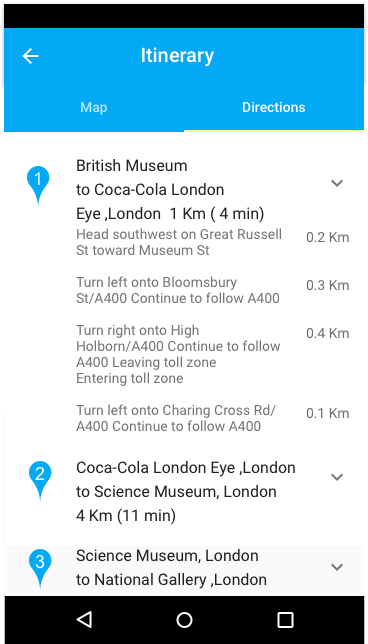 Itinerary
Map
Directions
1
British Museum
to Coca-Cola London
Eye ,London  1 Km ( 4 min)
Head southwest on Great Russell
St toward Museum St
0.2 Km
Turn left onto Bloomsbury
St/A400 Continue to follow A400
0.3 Km
Turn right onto High
Holborn/A400 Continue to follow
A400 Leaving toll zone
Entering toll zone
0.4 Km
Turn left onto Charing Cross Rd/
A400 Continue to follow A400
0.1 Km
2
Coca-Cola London Eye ,London
to Science Museum, London
4 Km (11 min)
3
Science Museum, London
to National Gallery ,London